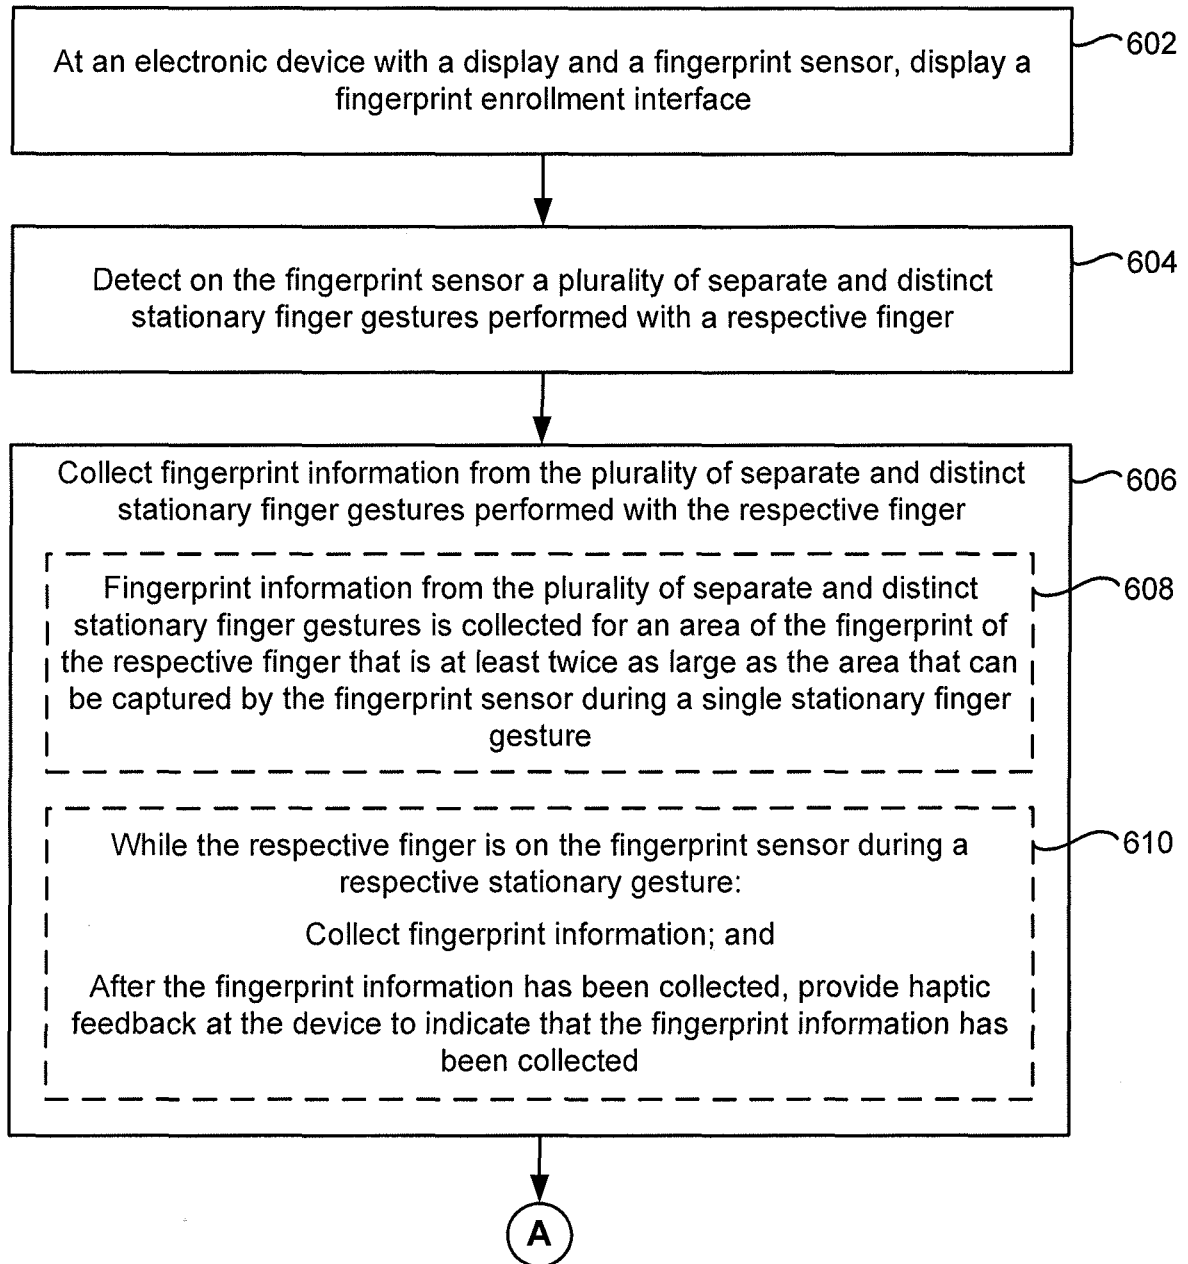 At an electronic device with a display and a fingerprint sensor, display a
fingerprint enrollment interface
602
Detect on the fingerprint sensor a plurality of separate and distinct
stationary finger gestures performed with a respective finger
604
Collect fingerprint information from the plurality of separate and distinct
stationary finger gestures performed with the respective finger
606
Fingerprint information from the plurality of separate and distinct
stationary finger gestures is collected for an area of the fingerprint of
the respective finger that is at least twice as large as the area that can
be captured by the fingerprint sensor during a single stationary finger
gesture
608
While the respective finger is on the fingerprint sensor during a
respective stationary gesture:
Collect fingerprint information; and
After the fingerprint information has been collected, provide haptic
feedback at the device to indicate that the fingerprint information has
been collected
610
A